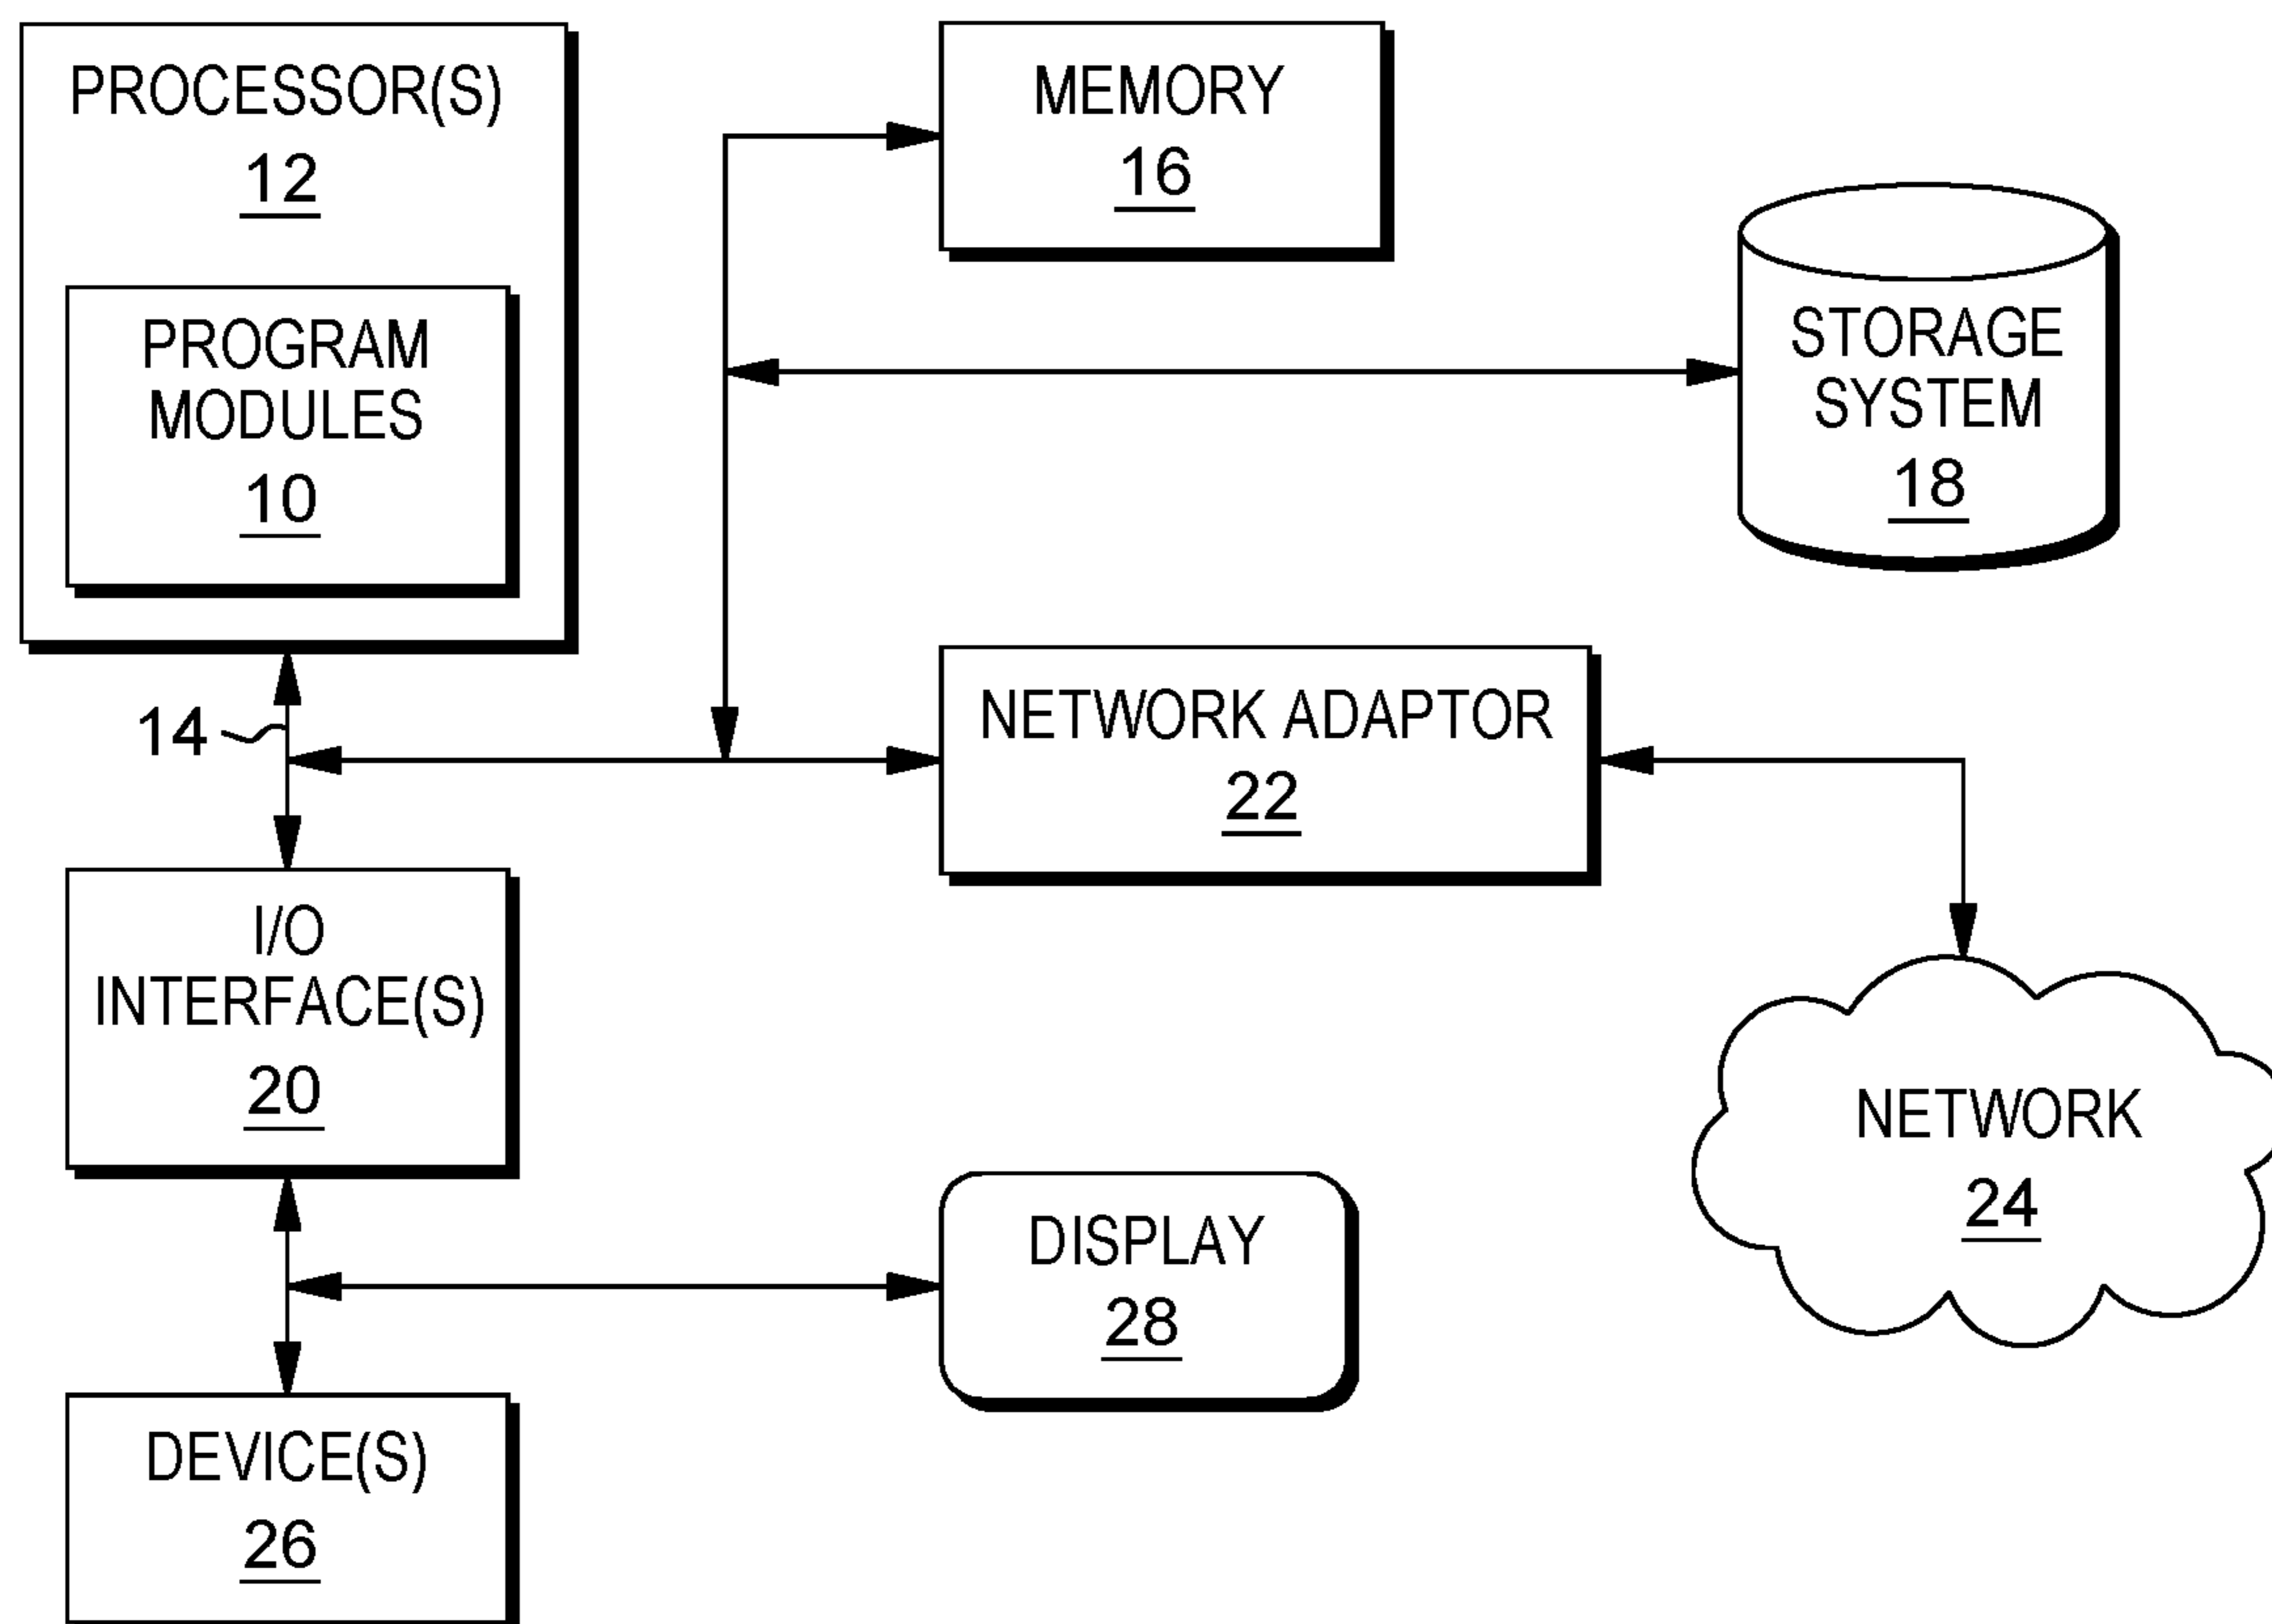 PROCESSOR(S)
12
PROGRAM
MODULES
10
MEMORY
16
STORAGE
SYSTEM
18
14
NETWORK ADAPTOR
22
I/O
INTERFACE(S)
20
NETWORK
24
DISPLAY
28
DEVICE(S)
26